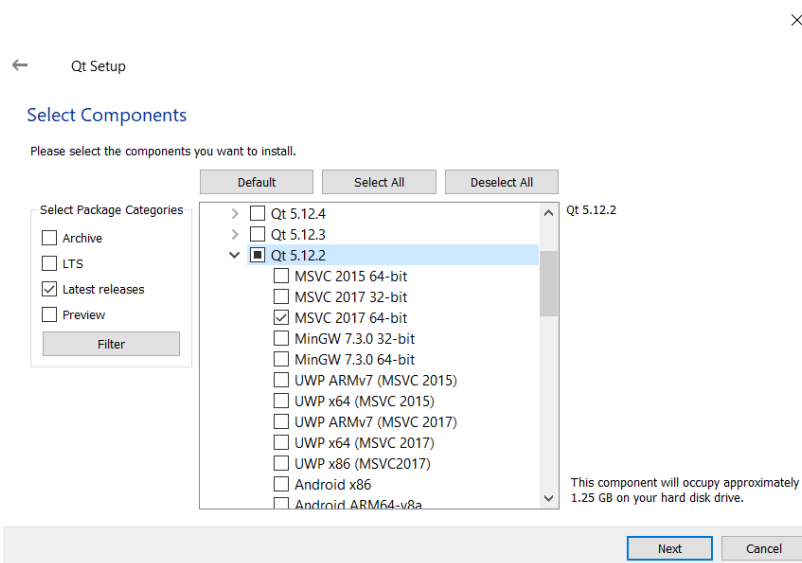 Qt Setup
Select Components
Please select the components you want to install.
Default
Select All
Deselect All
Select Package Categories
Archive
LTS
Latest releases
Preview
Filter
Qt 5.12.4
Qt 5.12.3
Qt 5.12.2
MSVC 2015 64-bit
MSVC 2017 32-bit
MSVC 2017 64-bit
MinGW 7.3.0 32-bit
MinGW 7.3.0 64-bit
UWP ARMv7 (MSVC 2015)
UWP x64 (MSVC 2015)
UWP ARMv7 (MSVC 2017)
UWP x64 (MSVC 2017)
UWP x86 (MSVC2017)
Android x86
Android ARM64-v8a
Qt 5.12.2
This component will occupy approximately
1.25 GB on your hard disk drive.
Next
Cancel